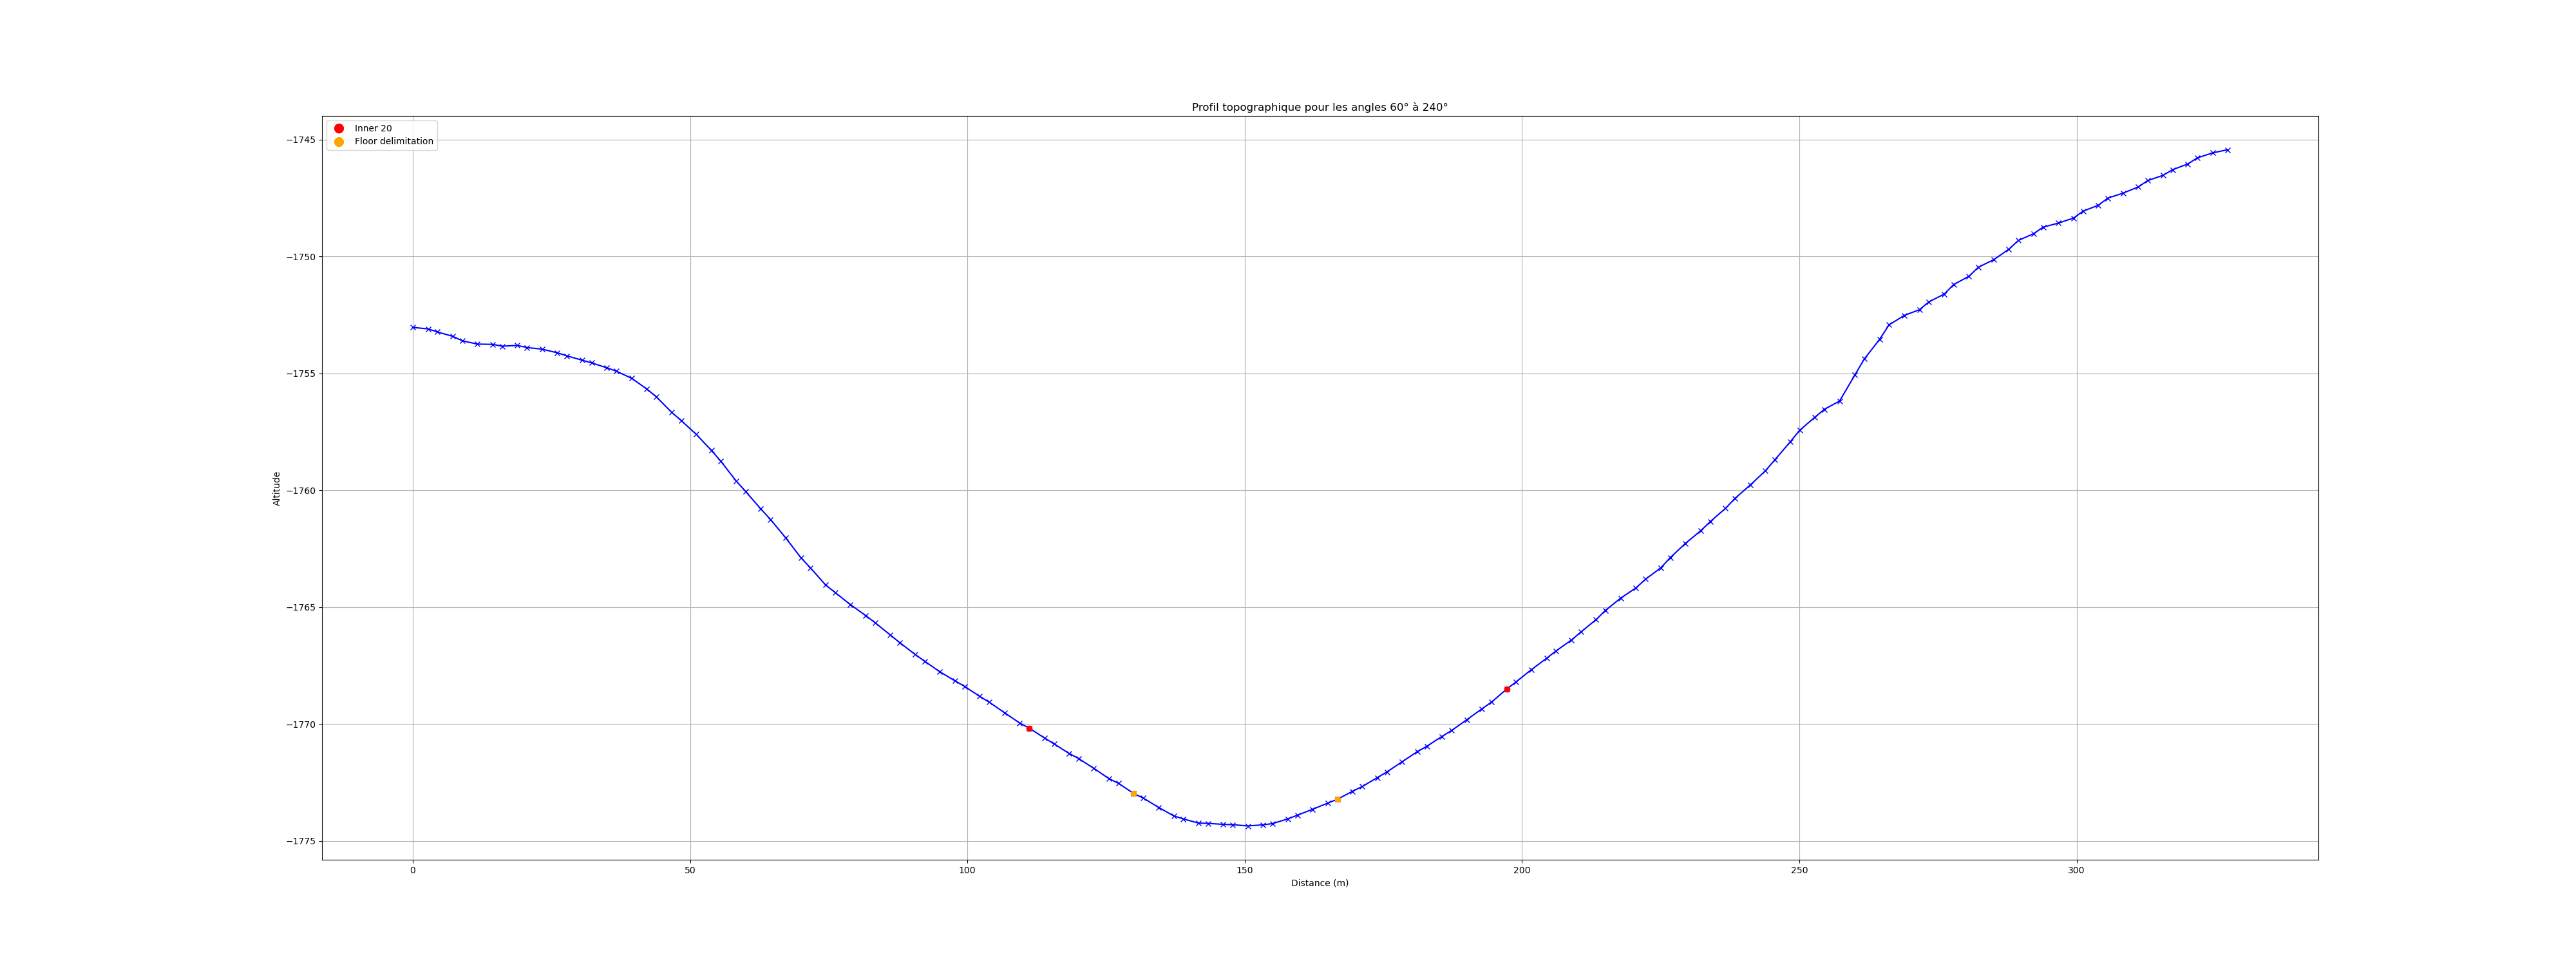 Profil topographique pour les angles 60° à 240°
Inner 20
Floor delimitation
−1745
−1750
−1755
−1760
−1765
−1770
−1775
Altitude
0 50 100 150 200 250 300
Distance (m)